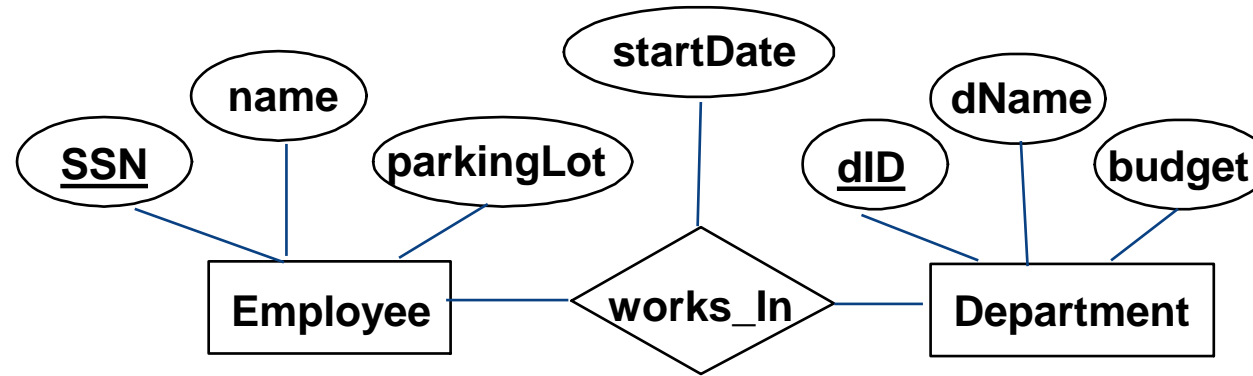 startDate
name
dName
SSN
parkingLot
dID
budget
Employee
works_In
Department